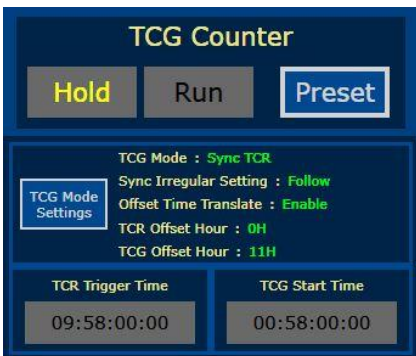 TCG Counter
Hold Run Preset
TCG Mode : Sync TCR
Sync Irregular Setting : Follow
TCG Mode Settings
Offset Time Translate : Enable
TCR Offset Hour : 0H
TCG Offset Hour : 11H
TCR Trigger Time TCG Start Time
09:58:00:00 00:58:00:00